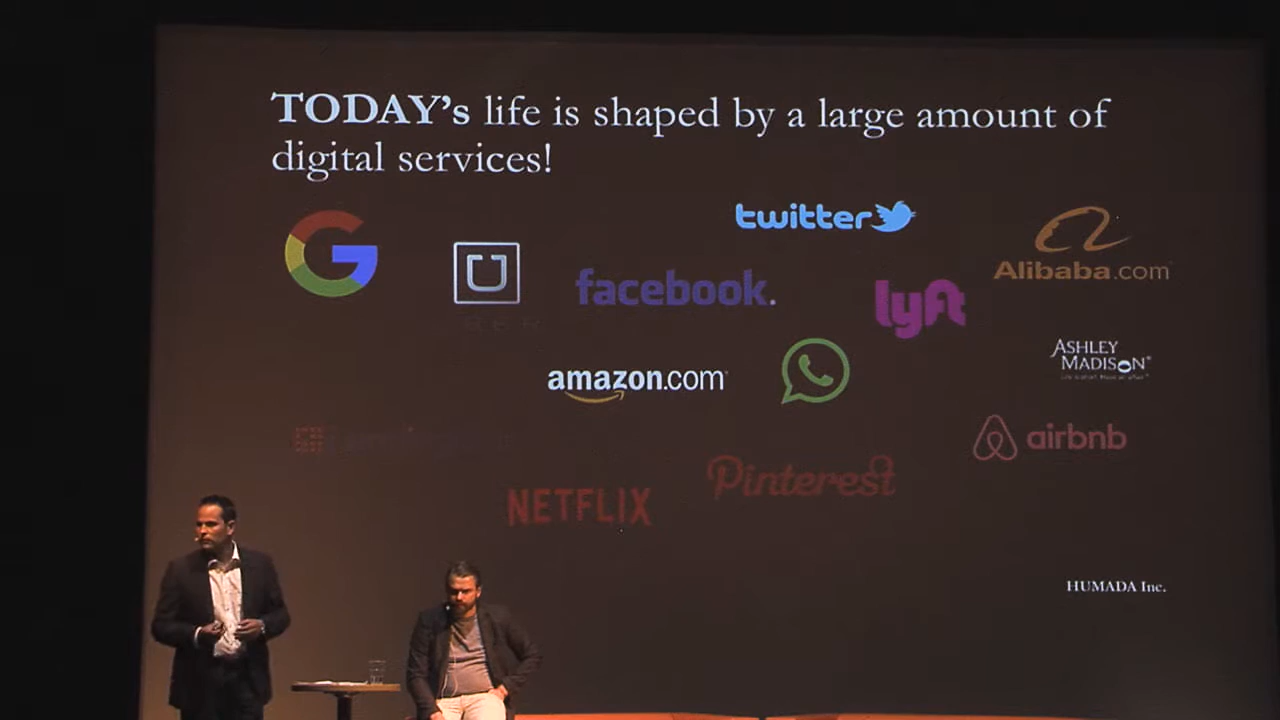 TODAY's life is shaped by a large amount of
digital services!
twitter
Alibaba.com
facebook.
lyft
ASHLEY
MADISON
amazon.com
airbnb
Pinterest
NETFLIX
HUMADA Inc.